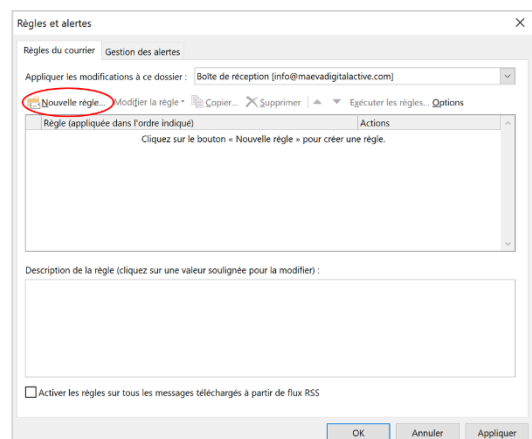 Règles et alertes
Règles du courrier Gestion des alertes
Appliquer les modifications à ce dossier : Boîte de réception [info@maevadigitalactive.com]
Nouvelle règle... Modifier la règle Copier... Supprimer Exécuter les règles... Options
Règle (appliquée dans l'ordre indiqué) Actions
Cliquez sur le bouton « Nouvelle règle » pour créer une règle.
Description de la règle (cliquez sur une valeur soulignée pour la modifier) :
Activer les règles sur tous les messages téléchargés à partir de flux RSS
OK Annuler Appliquer